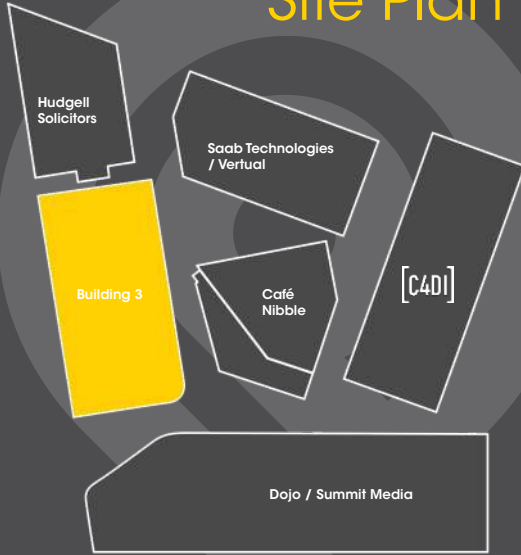 Site Plan
Hudgell
Solicitors
Saab Technologies
/ Vertual
[C4DI]
Building 3
Café
Nibble
Dojo / Summit Media